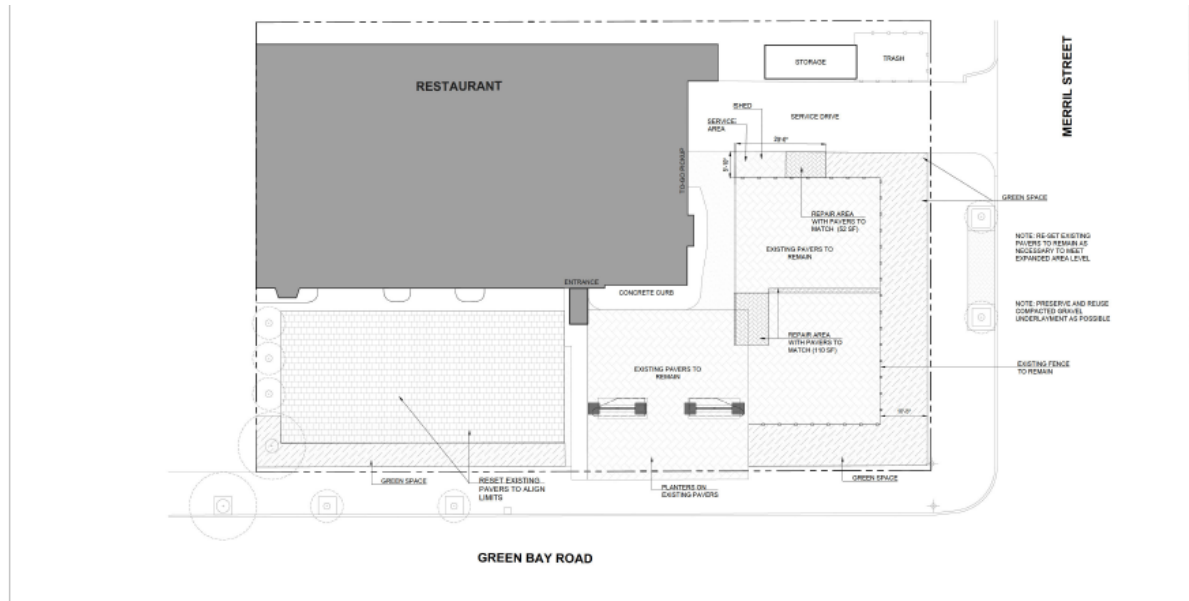 RESTAURANT
STORAGE
TRASH
MERRIL STREET
SHED
SERVICE
AREA
SERVICE DRIVE
TO-GO PICKUP
GREEN SPACE
REPAIR AREA
WITH PAVERS TO
MATCH (52 SF)
EXISTING PAVERS TO
REMAIN
NOTE: RE-SET EXISTING
PAVERS TO REMAIN AS
NECESSARY TO MEET
EXPANDED AREA LEVEL
ENTRANCE
CONCRETE CURB
NOTE: PRESERVE AND REUSE
COMPACTED GRAVEL
UNDERLAYMENT AS POSSIBLE
REPAIR AREA
WITH PAVERS TO
MATCH (110 SF)
EXISTING PAVERS TO
REMAIN
EXISTING FENCE
TO REMAIN
GREEN SPACE
RESET EXISTING
PAVERS TO ALIGN
LIMITS
PLANTERS ON
EXISTING PAVERS
GREEN SPACE
GREEN BAY ROAD